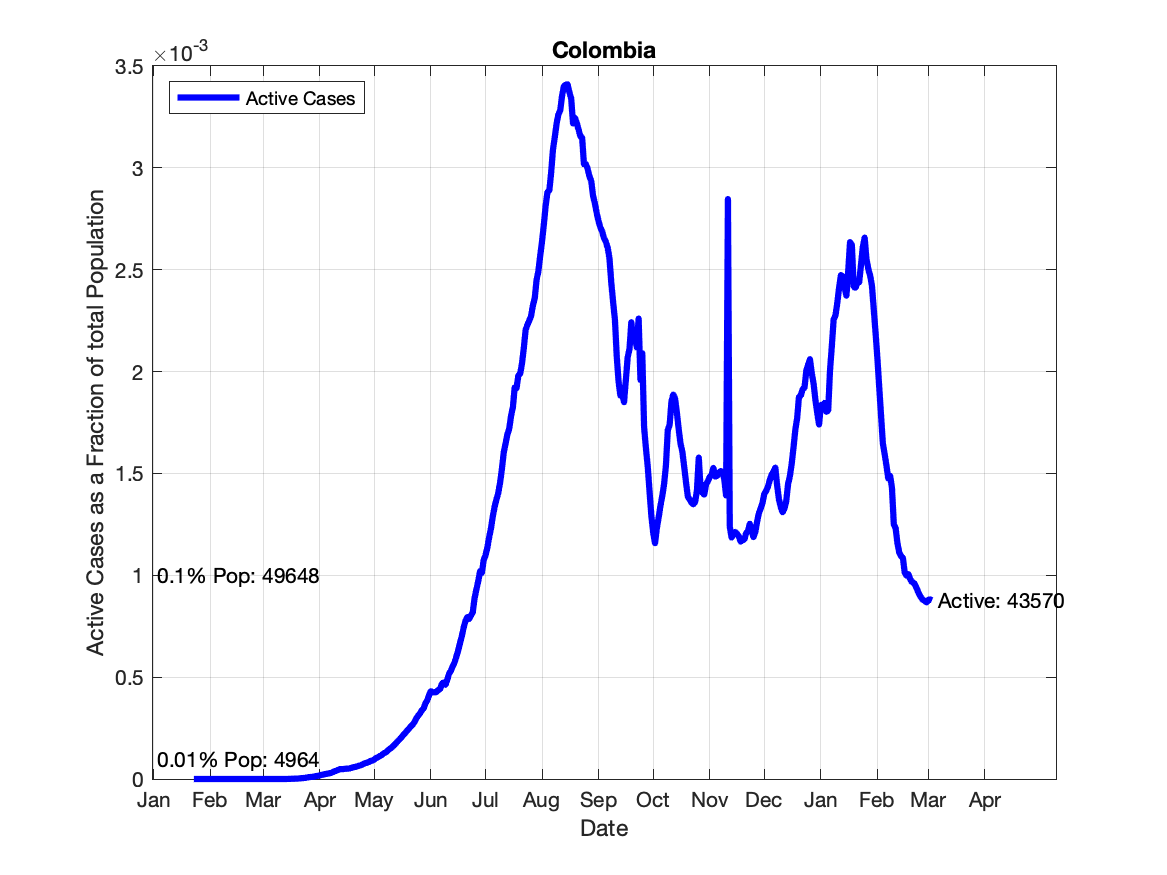 Colombia
×10-3
3.5
3
2.5
2
1.5
1
0.5
0
Active Cases as a Fraction of total Population
Active Cases
0.1% Pop: 49648
0.01% Pop: 4964
Active: 43570
Jan Feb Mar Apr May Jun Jul Aug Sep Oct Nov Dec Jan Feb Mar Apr
Date